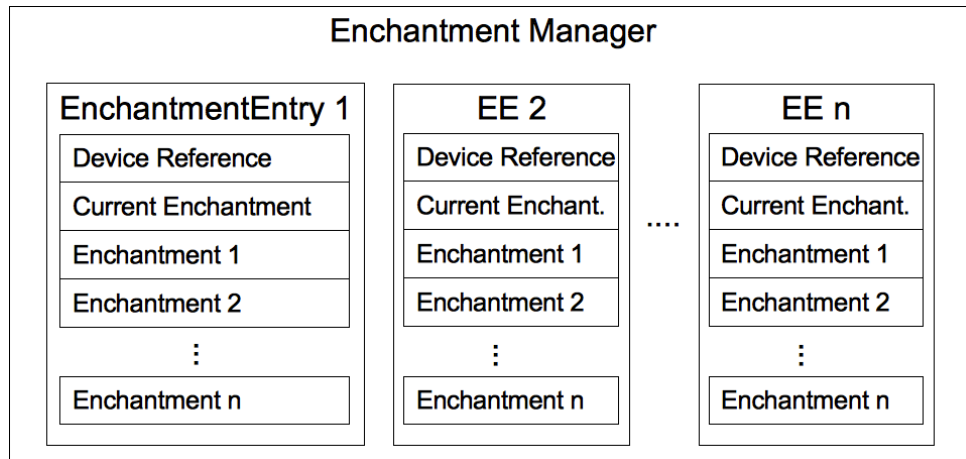 Enchantment Manager
EnchantmentEntry 1
Device Reference
Current Enchantment
Enchantment 1
Enchantment 2
⋮
Enchantment n
EE 2
Device Reference
Current Enchant.
Enchantment 1
Enchantment 2
⋮
Enchantment n
....
EE n
Device Reference
Current Enchant.
Enchantment 1
Enchantment 2
⋮
Enchantment n